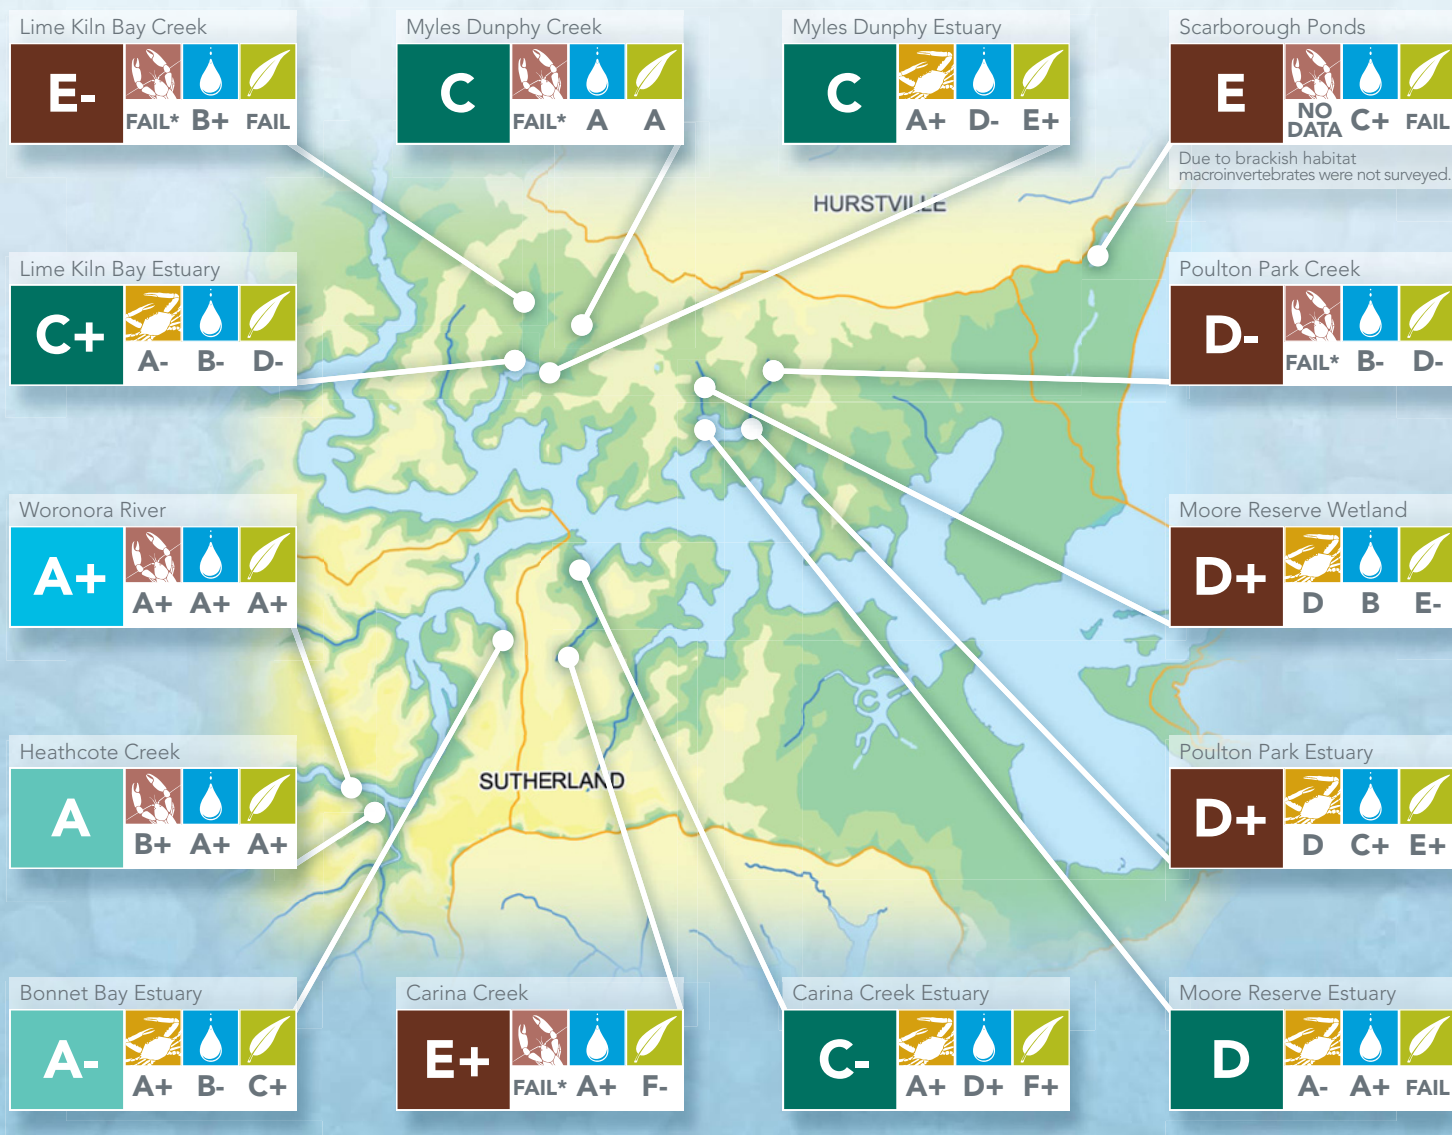 Lime Kiln Bay Creek
E-
FAIL* B+ FAIL
Myles Dunphy Creek
C
FAIL* A A
Myles Dunphy Estuary
C
A+ D- E+
Scarborough Ponds
E
NO DATA C+ FAIL
Due to brackish habitat
macroinvertebrates were not surveyed.
HURSTVILLE
Lime Kiln Bay Estuary
C+
A- B- D-
Poulton Park Creek
D-
FAIL* B- D-
Woronora River
A+
A+ A+ A+
Moore Reserve Wetland
D+
D B E-
Heathcote Creek
A
B+ A+ A+
SUTHERLAND
Poulton Park Estuary
D+
D C+ E+
Bonnet Bay Estuary
A-
A+ B- C+
Carina Creek
E+
FAIL* A+ F-
Carina Creek Estuary
C-
A+ D+ F+
Moore Reserve Estuary
D
A- A+ FAIL